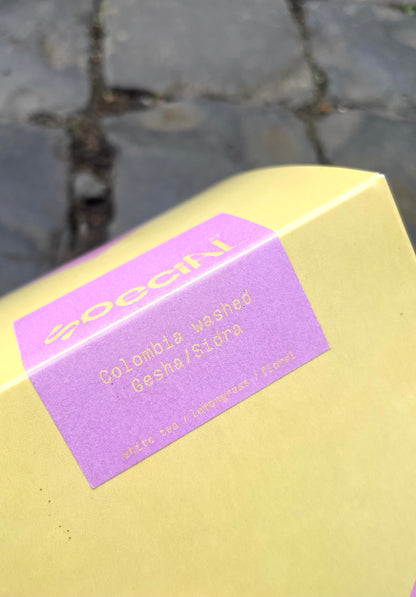 SOCCINI
Colombia washed
Gesha/Sidra
white tea / lemongrass / floral